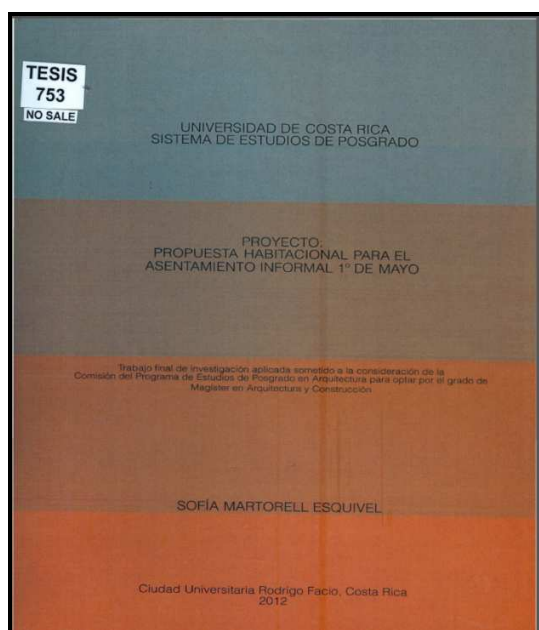 TESIS
753
NO SALE
UNIVERSIDAD DE COSTA RICA
SISTEMA DE ESTUDIOS DE POSGRADO
PROYECTO:
PROPUESTA HABITACIONAL PARA EL
ASENTAMIENTO INFORMAL 1º DE MAYO
Trabajo final de investigación aplicada sometido a la consideración de la
Comisión del Programa de Estudios de Posgrado en Arquitectura para optar por el grado de
Magíster en Arquitectura y Construcción
SOFÍA MARTORELL ESQUIVEL
Ciudad Universitaria Rodrigo Facio, Costa Rica
2012